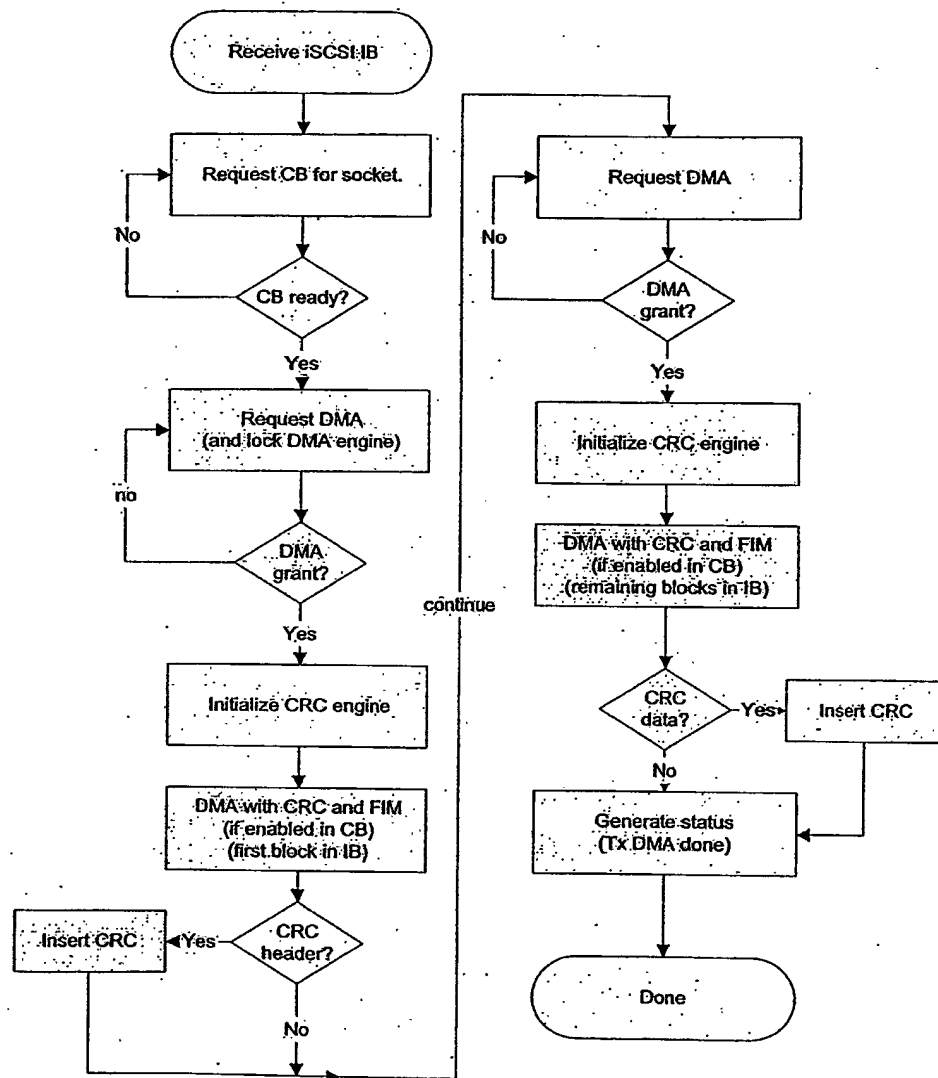 Receive iSCSI IB
Request CB for socket.
No
CB ready?
Yes
Request DMA
(and lock DMA engine)
no
DMA
grant?
Yes
Initialize CRC engine
DMA with CRC and FIM
(if enabled in CB)
(first block in IB)
CRC
header?
Yes
Insert CRC
No
continue
Request DMA
No
DMA
grant?
Yes
Initialize CRC engine
DMA with CRC and FIM
(if enabled in CB)
(remaining blocks in IB)
CRC
data?
Yes
Insert CRC
No
Generate status
(Tx DMA done)
Done